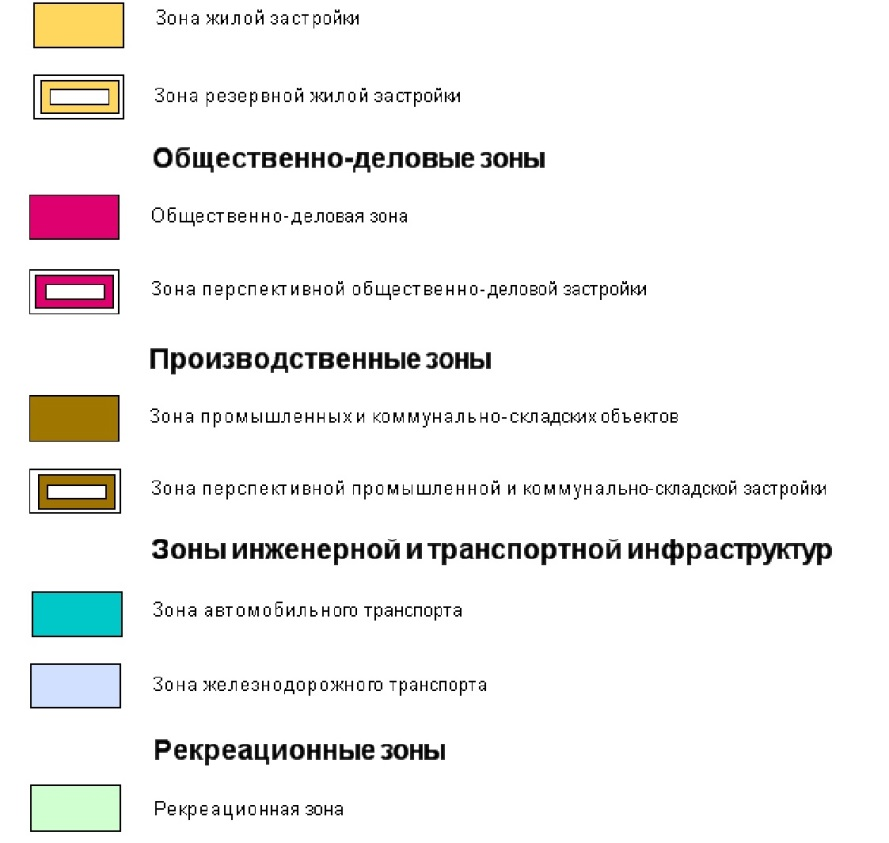 Зона жилой застройки
Зона резервной жилой застройки
Общественно-деловые зоны
Общественно-деловая зона
Зона перспективной общественно-деловой застройки
Производственные зоны
Зона промышленных и коммунально-складских объектов
Зона перспективной промышленной и коммунально-складской застройки
Зоны инженерной и транспортной инфраструктур
Зона автомобильного транспорта
Зона железнодорожного транспорта
Рекреационные зоны
Рекреационная зона